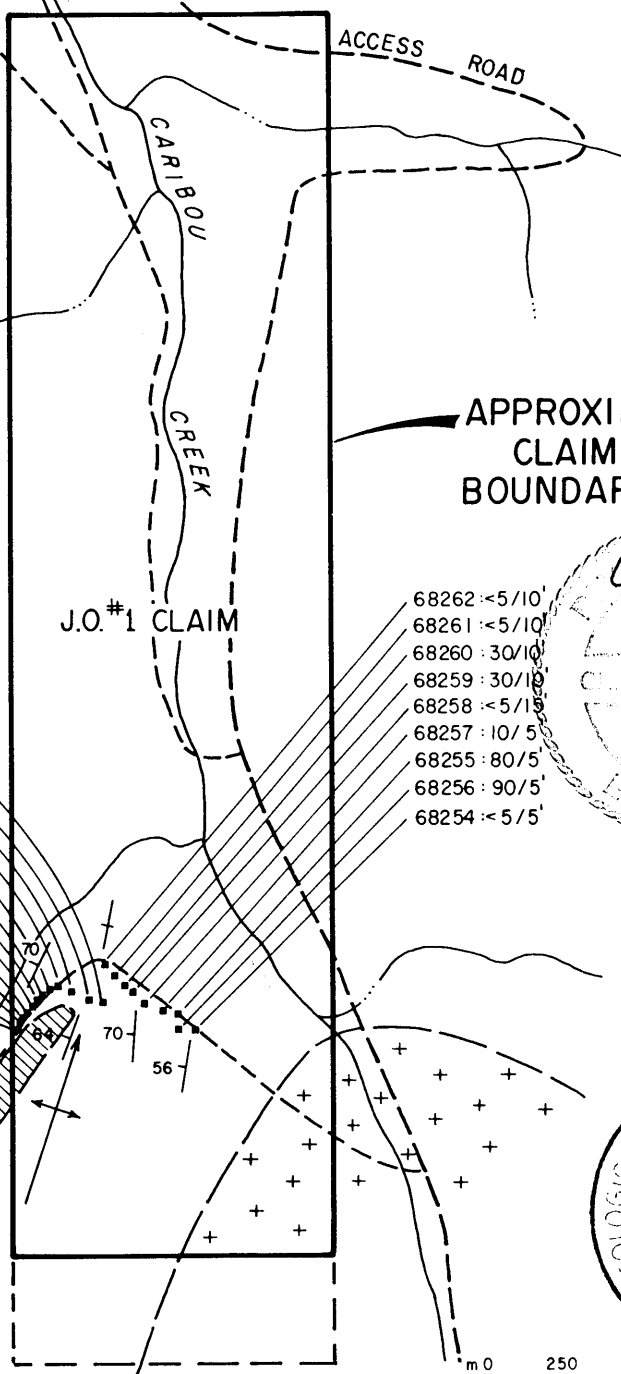 ACCESS ROAD
CARIBOU
CREEK
APPROXI
CLAIM
BOUNDAR
J.O. #1 CLAIM
68262 : <5/10'
68261 : <5/10'
68260 : 30/10'
68259 : 30/10'
68258 : <5/15'
68257 : 10/5'
68255 : 80/5'
68256 : 90/5'
68254 : <5/5'
70
64
70
56
m 0 250